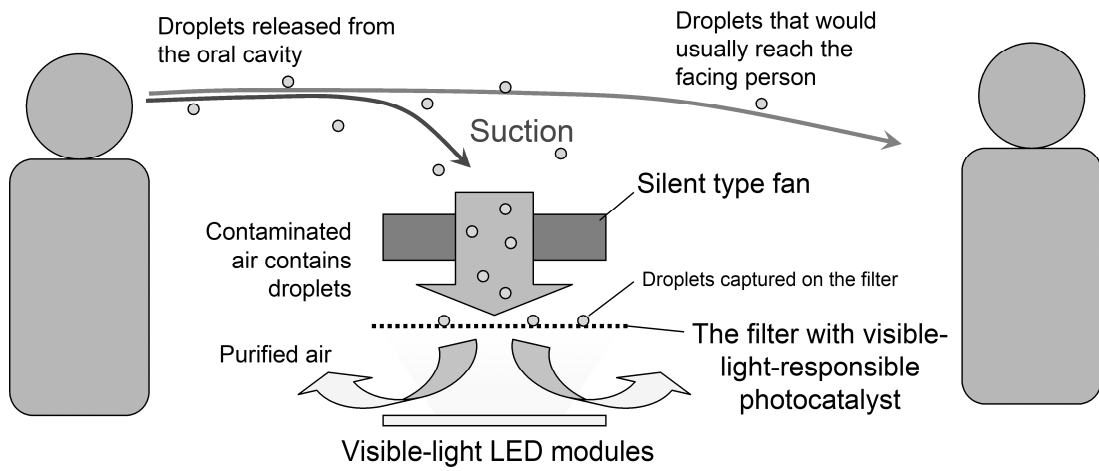 Droplets released from
the oral cavity
Droplets that would
usually reach the
facing person
Suction
Silent type fan
Contaminated
air contains
droplets
Droplets captured on the filter
The filter with visible-
light-responsible
photocatalyst
Purified air
Visible-light LED modules